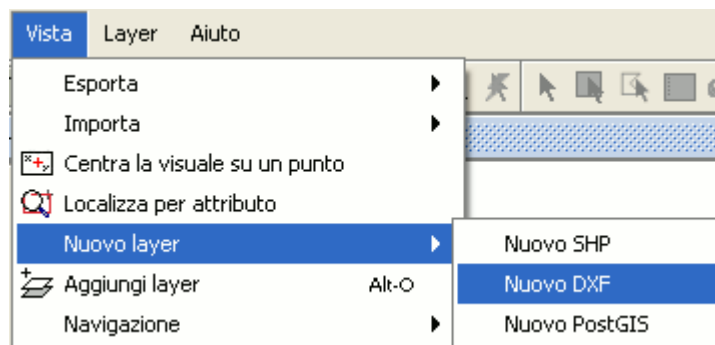 Vista Layer Aiuto
Esporta
Importa
Centra la visuale su un punto
Localizza per attributo
Nuovo layer
Nuovo SHP
Aggiungi layer Alt-O
Nuovo DXF
Navigazione
Nuovo PostGIS